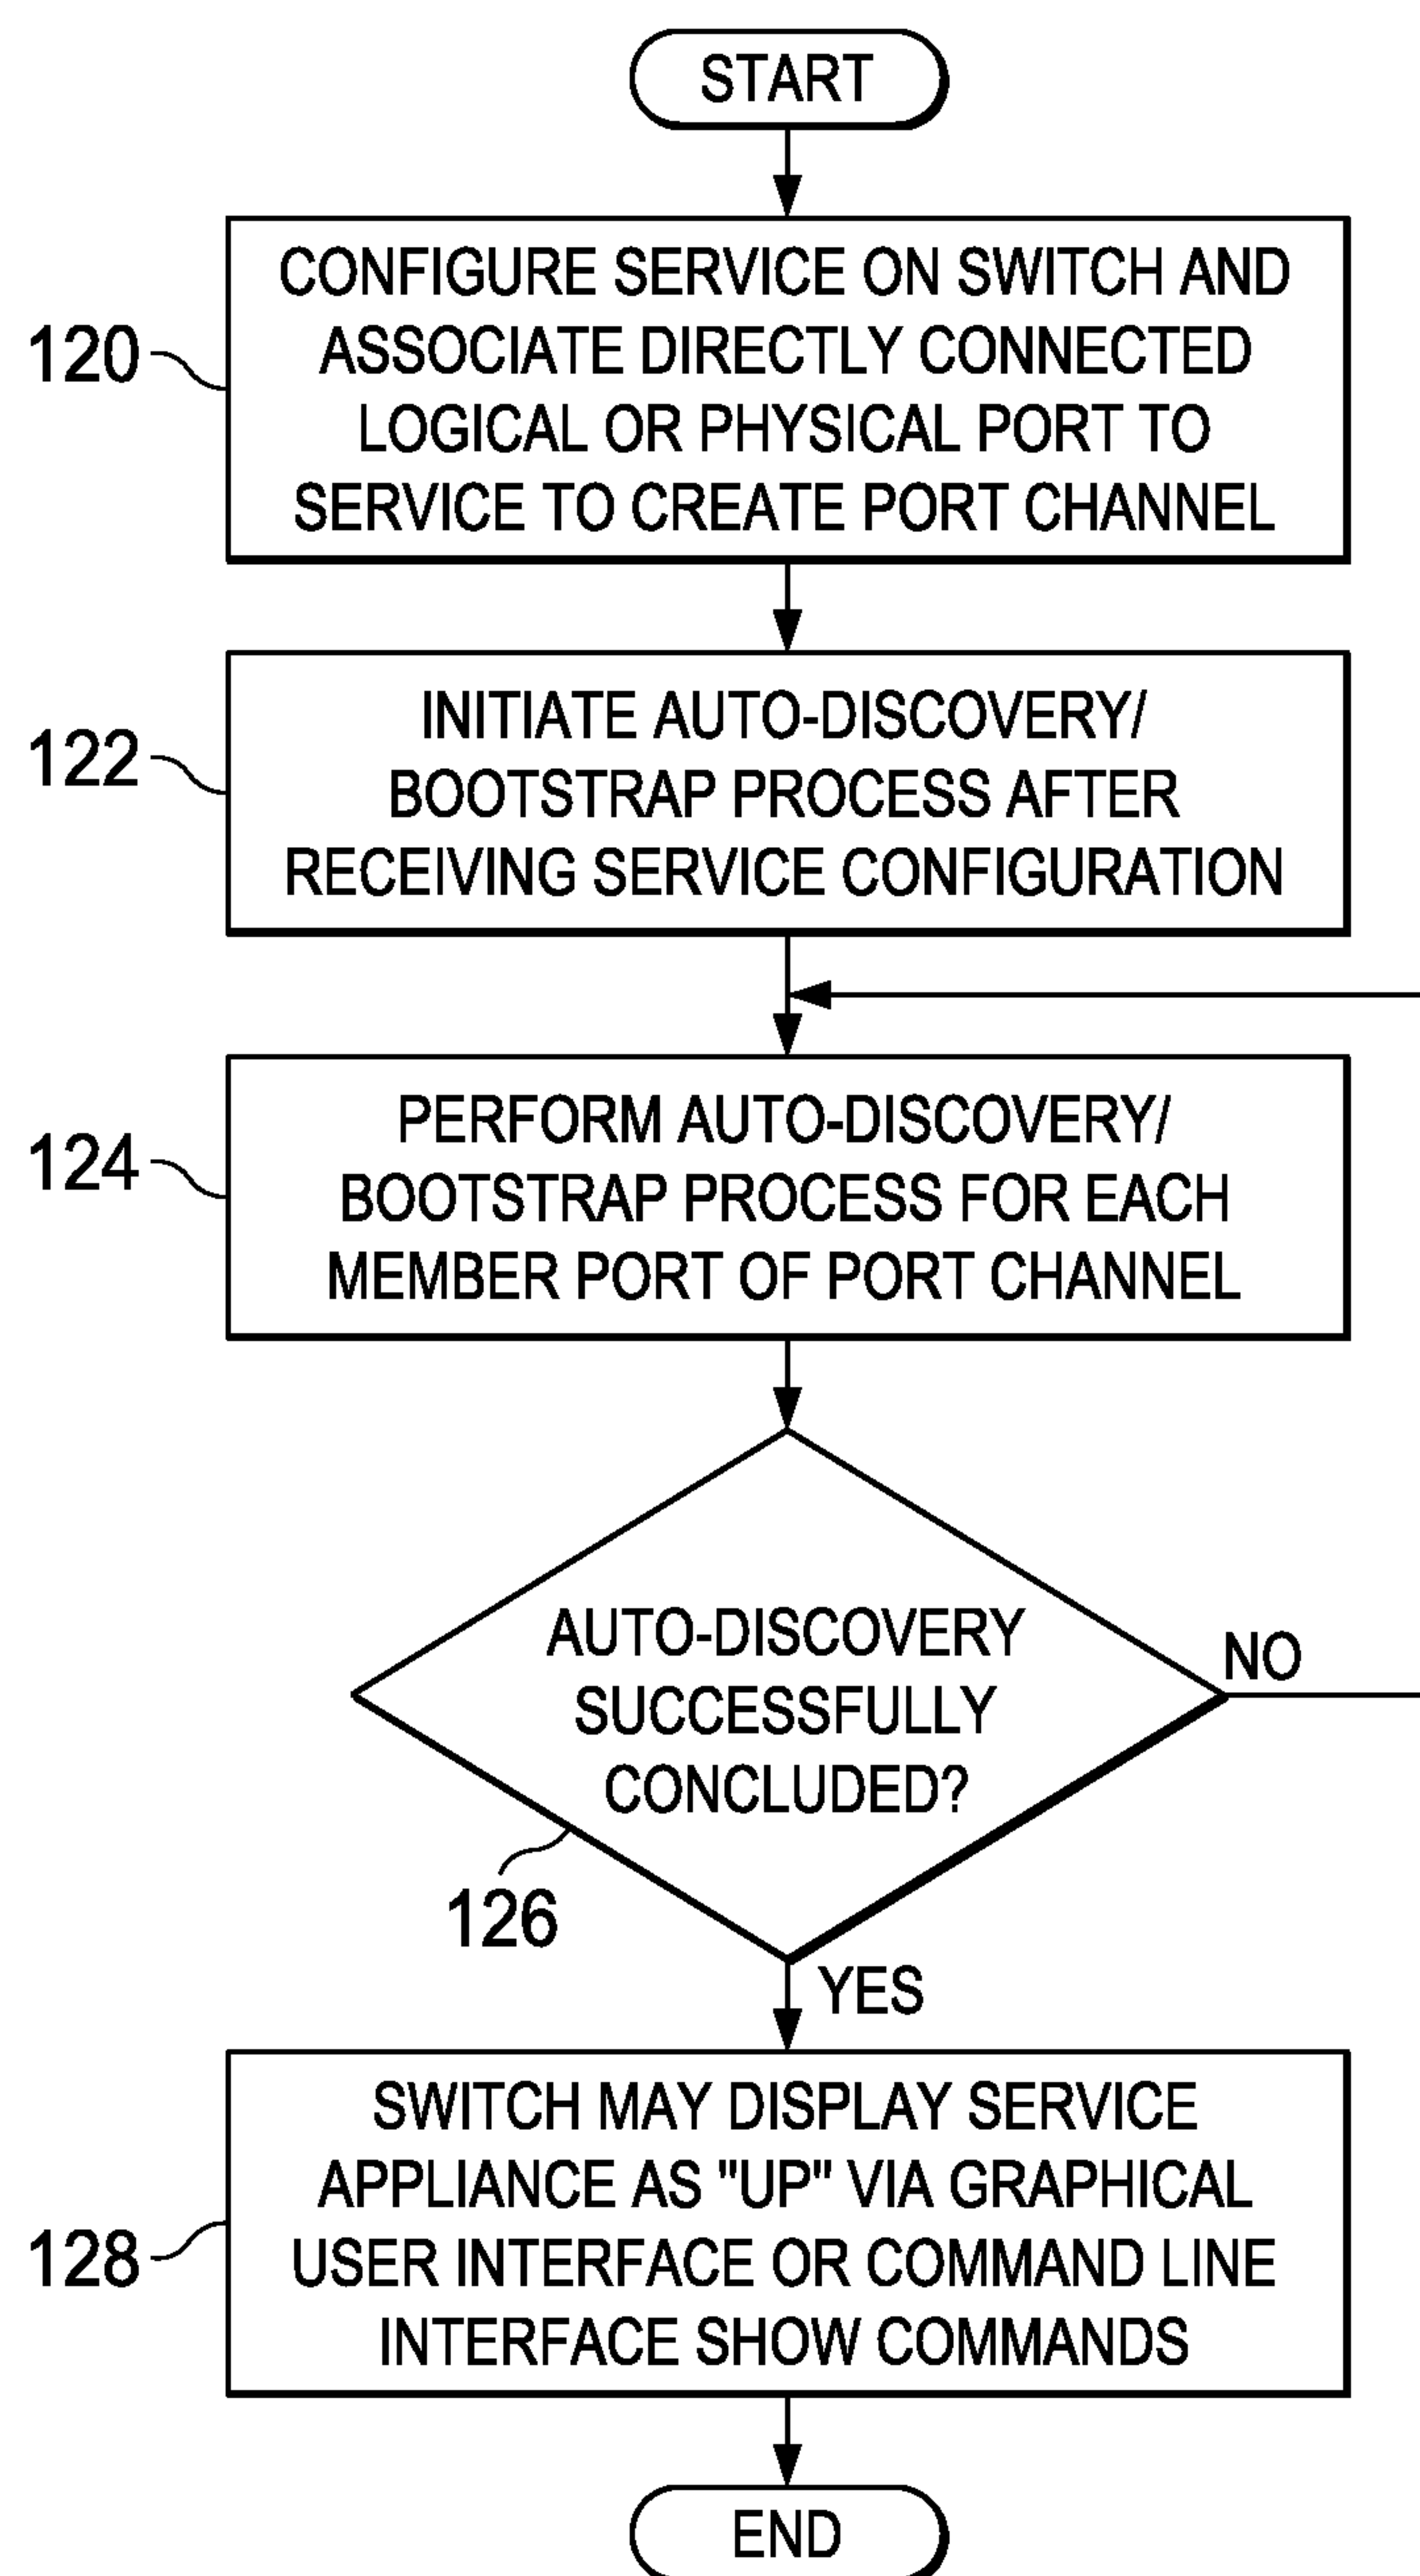 START
120
CONFIGURE SERVICE ON SWITCH AND
ASSOCIATE DIRECTLY CONNECTED
LOGICAL OR PHYSICAL PORT TO
SERVICE TO CREATE PORT CHANNEL
122
INITIATE AUTO-DISCOVERY/
BOOTSTRAP PROCESS AFTER
RECEIVING SERVICE CONFIGURATION
124
PERFORM AUTO-DISCOVERY/
BOOTSTRAP PROCESS FOR EACH
MEMBER PORT OF PORT CHANNEL
AUTO-DISCOVERY
SUCCESSFULLY
CONCLUDED?
NO
126
YES
128
SWITCH MAY DISPLAY SERVICE
APPLIANCE AS "UP" VIA GRAPHICAL
USER INTERFACE OR COMMAND LINE
INTERFACE SHOW COMMANDS
END